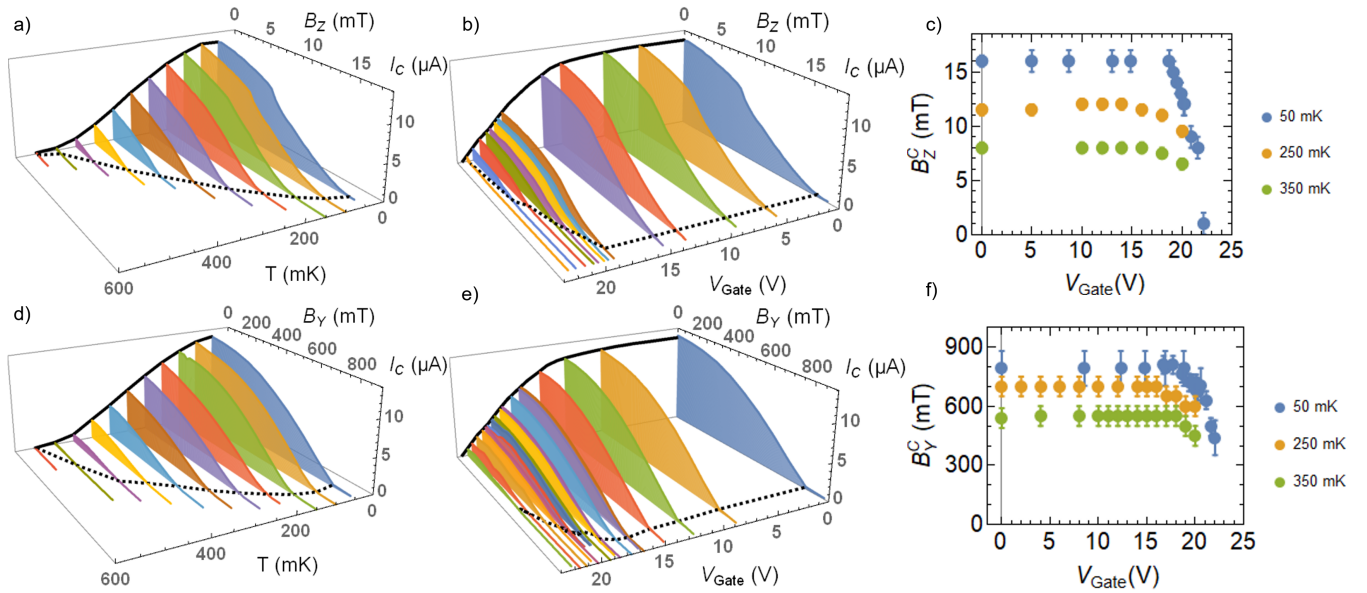 a)
0
5
10
15
B_Z (mT)
I_C (μA)
10
5
0
0
200
400
600
T (mK)
b)
0
5
10
15
B_Z (mT)
I_C (μA)
10
5
0
0
5
10
15
20
V_Gate (V)
c)
15
10
5
0
B_Z^C (mT)
0 5 10 15 20 25
V_Gate(V)
50 mK
250 mK
350 mK
d)
0
200
400
600
800
B_Y (mT)
I_C (μA)
10
5
0
0
200
400
600
T (mK)
e)
0
200
400
600
800
B_Y (mT)
I_C (μA)
10
5
0
0
5
10
15
20
V_Gate (V)
f)
900
600
300
0
B_Y^C (mT)
0 5 10 15 20 25
V_Gate(V)
50 mK
250 mK
350 mK